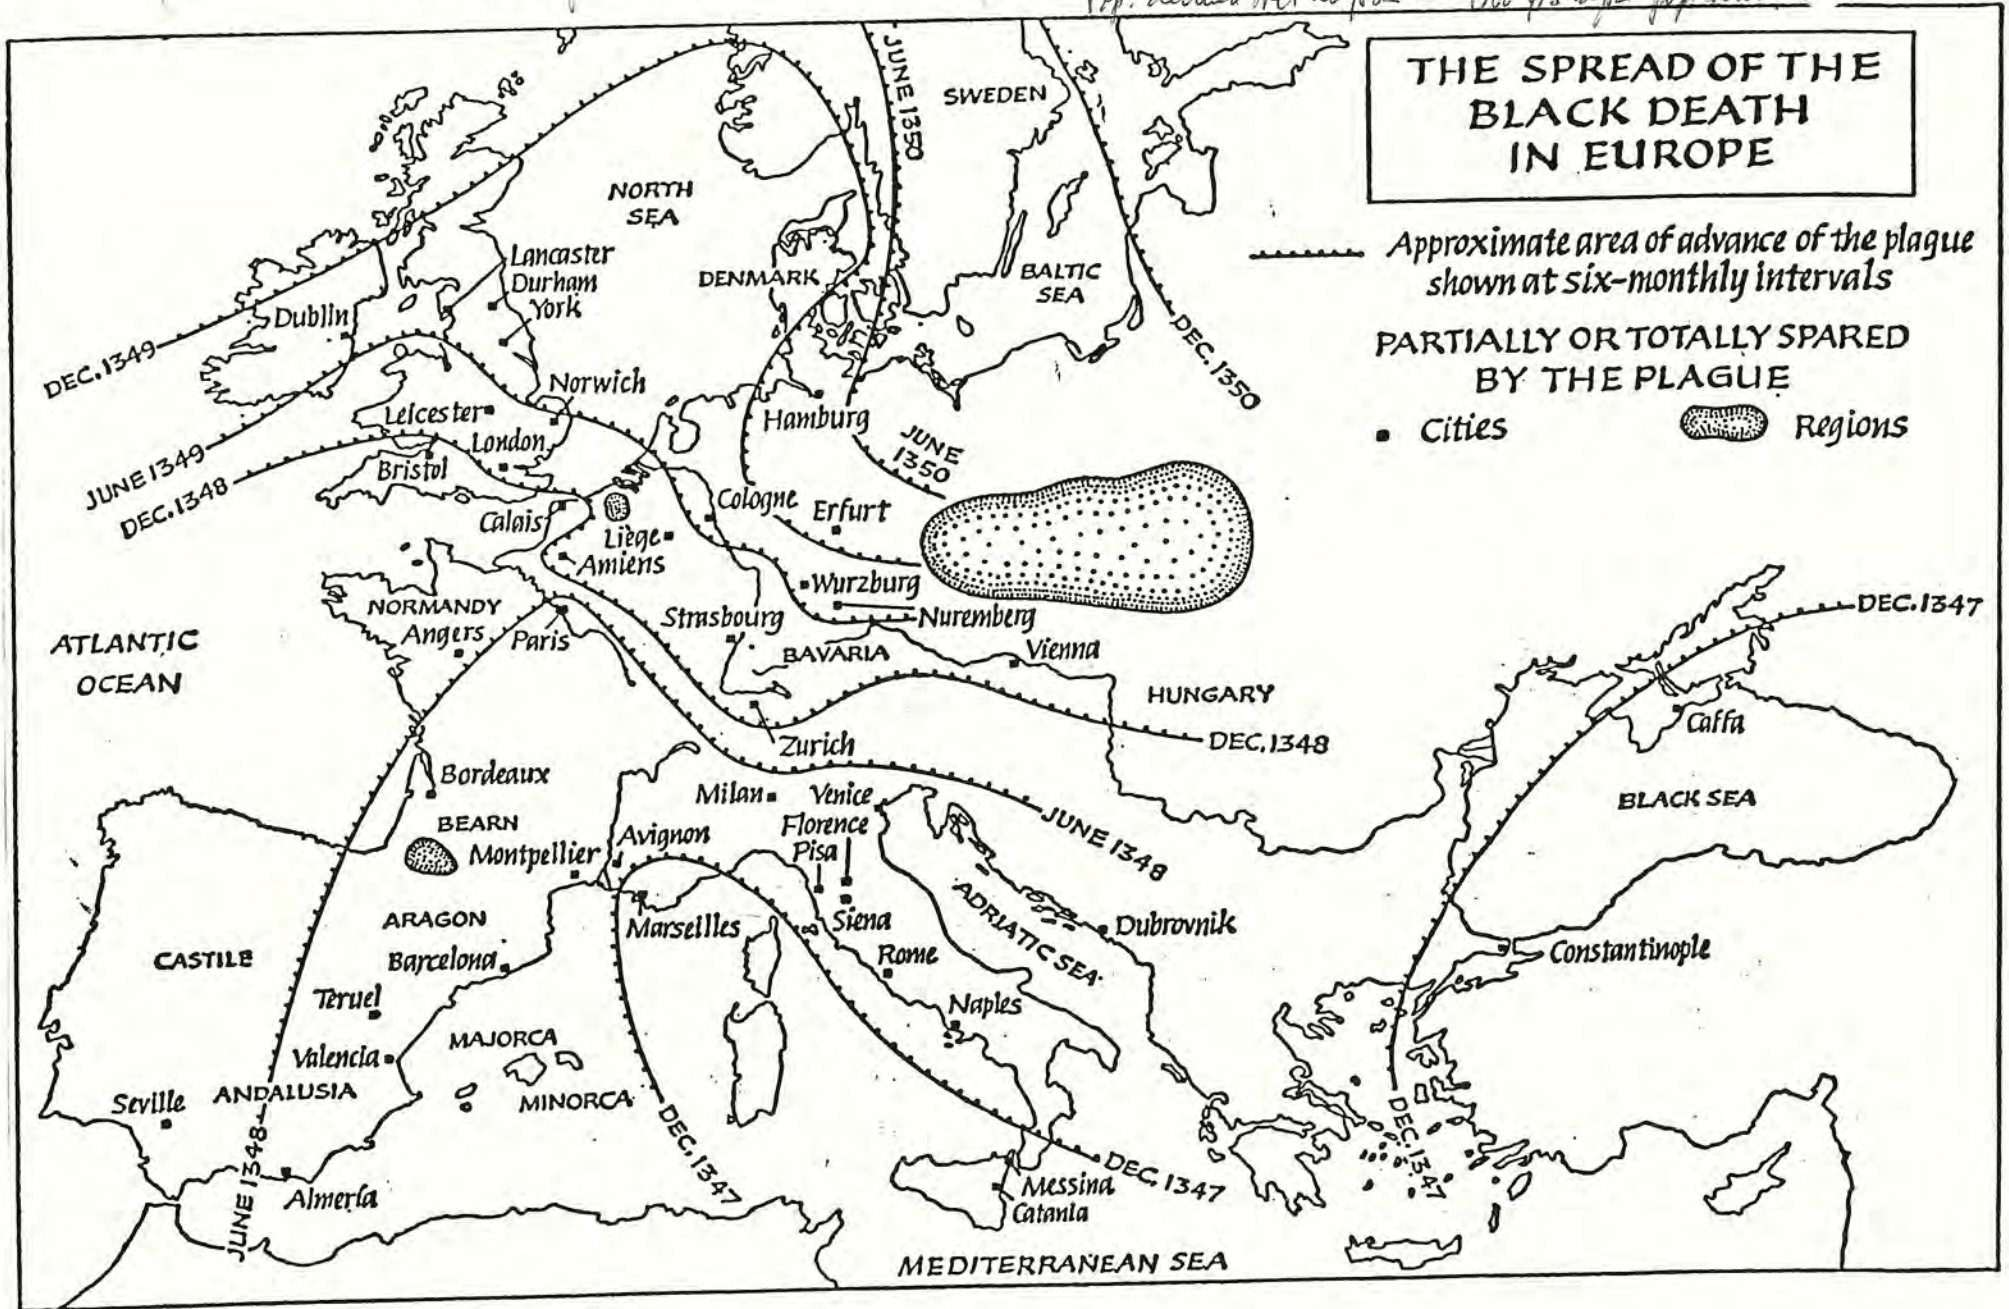 THE SPREAD OF THE
BLACK DEATH
IN EUROPE
Approximate area of advance of the plague
shown at six-monthly intervals
PARTIALLY OR TOTALLY SPARED
BY THE PLAGUE
Cities
Regions
JUNE 1350
SWEDEN
NORTH
SEA
Lancaster
Durham
York
DENMARK
BALTIC
SEA
Dublin
DEC. 1349
DEC. 1350
Norwich
Leicester
London
Hamburg
JUNE
1350
Bristol
JUNE 1349
DEC. 1348
Calais
Cologne
Erfurt
Liège
Amiens
Wurzburg
NORMANDY
Angers
Paris
Strasbourg
Nuremberg
BAVARIA
Vienna
DEC. 1347
ATLANTIC
OCEAN
HUNGARY
Zurich
DEC. 1348
Caffa
Bordeaux
Milan
Venice
BLACK SEA
BEARN
Avignon
Florence
Pisa
JUNE 1348
Montpellier
ARAGON
Marseilles
Siena
ADRIATIC SEA
Dubrovnik
CASTILE
Barcelona
Rome
Constantinople
Teruel
Naples
Valencia
MAJORCA
ANDALUSIA
MINORCA
Seville
DEC. 1347
DEC. 1347
DEC. 1347
JUNE 1348
Almería
Messina
Catania
MEDITERRANEAN SEA